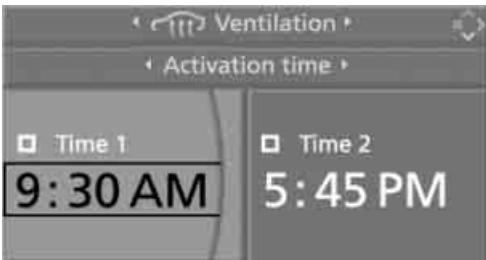 Ventilation
Activation time
Time 1
Time 2
9:30 AM
5:45 PM